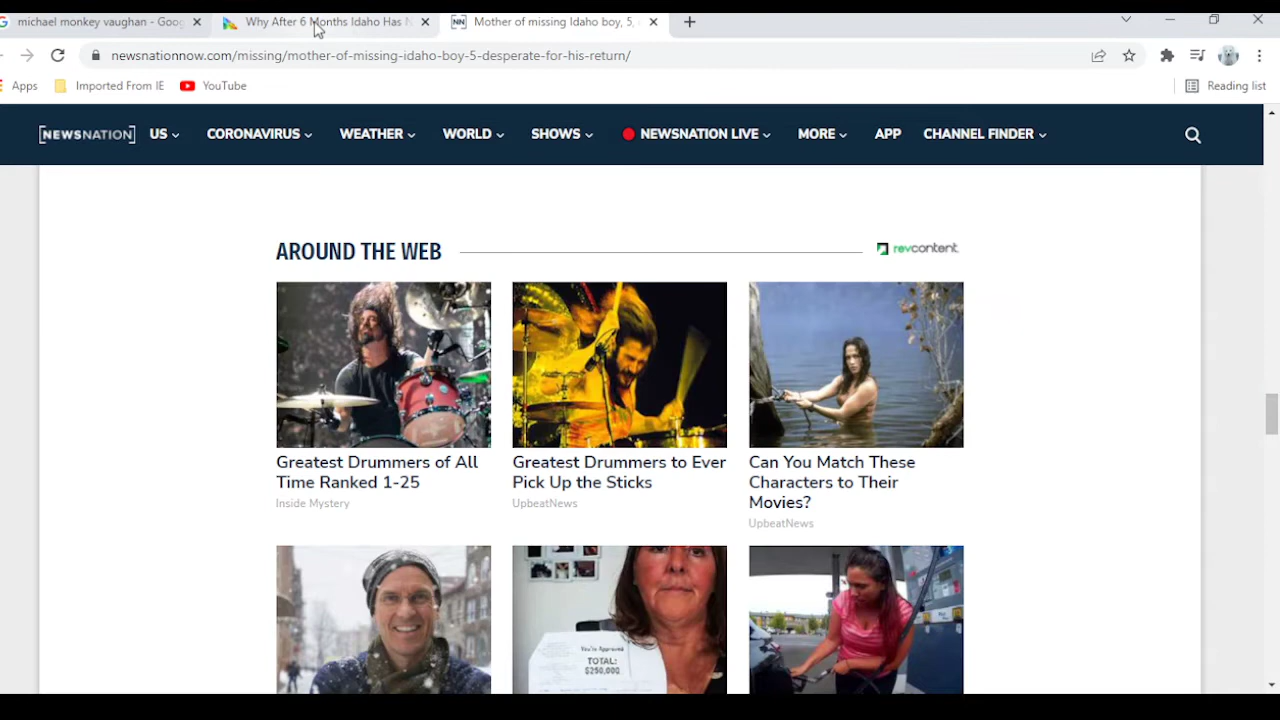 michael monkey vaughan - Goog
Why After 6 Months Idaho Has N
Mother of missing Idaho boy, 5,
newsnationnow.com/missing/mother-of-missing-idaho-boy-5-desperate-for-his-return/
Apps
Imported From IE
YouTube
Reading list
[NEWSNATION]
US
CORONAVIRUS
WEATHER
WORLD
SHOWS
NEWSNATION LIVE
MORE
APP
CHANNEL FINDER
AROUND THE WEB
revcontent
Greatest Drummers of All
Time Ranked 1-25
Inside Mystery
Greatest Drummers to Ever
Pick Up the Sticks
UpbeatNews
Can You Match These
Characters to Their
Movies?
UpbeatNews
You're Approved
TOTAL:
$250,000